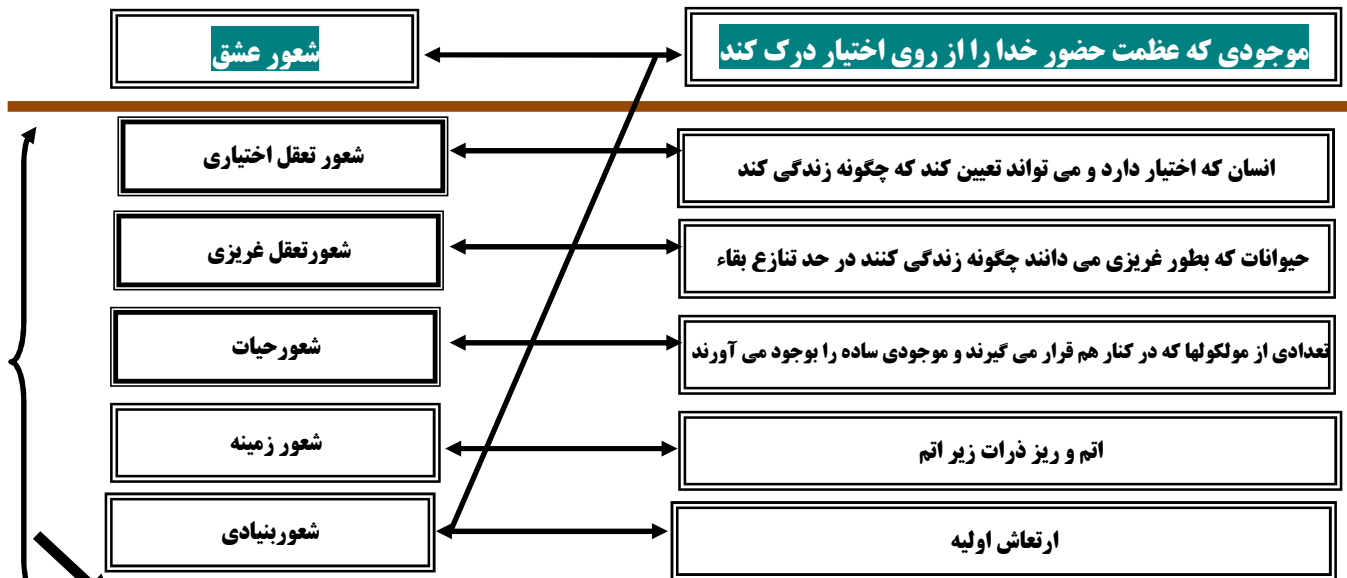 موجودی که عظمت حضور خدا را از روی اختیار درک کند
شعور عشق
انسان که اختیار دارد و می تواند تعیین کند که چگونه زندگی کند
شعور تعقل اختیاری
حیوانات که بطور غریزی می دانند چگونه زندگی کنند در حد تنازع بقاء
شعورتعقل غریزی
تعدادی از مولکولها که در کنار هم قرار می گیرند و موجودی ساده را بوجود می آورند
شعورحیات
اتم و ریز ذرات زیر اتم
شعور زمینه
ارتعاش اولیه
شعوربنیادی